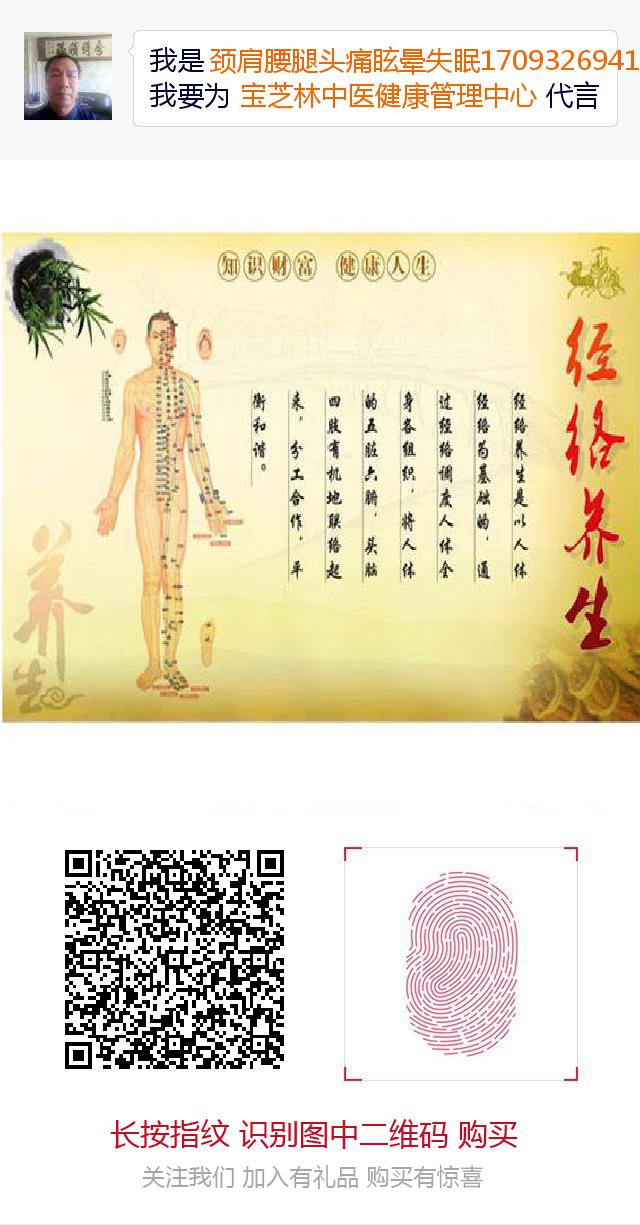 我是 颈肩腰腿头痛眩晕失眠1709326941
我要为 宝芝林中医健康管理中心 代言
知识财富 健康人生
经络养生
经络养生是以人体
经络为基础的，通
过经络调度人体全
身各组织，将人体
的五脏六腑，头脑
四肢有机地联络起
来，分工合作，平
衡和谐。
养生
长按指纹 识别图中二维码 购买
关注我们 加入有礼品 购买有惊喜